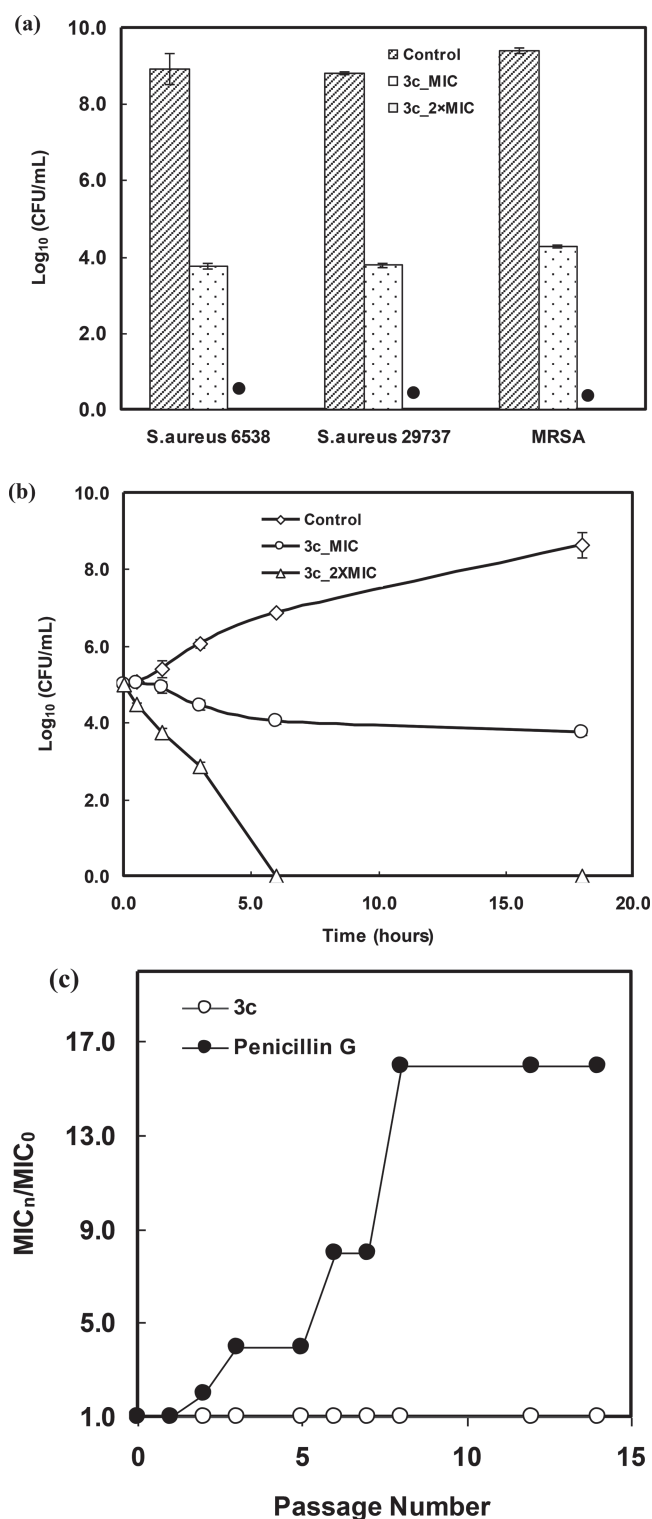 (a)
10.0
8.0
6.0
4.0
2.0
0.0
Log10 (CFU/mL)
Control
3c_MIC
3c_2×MIC
S.aureus 6538
S.aureus 29737
MRSA
(b)
10.0
8.0
6.0
4.0
2.0
0.0
Log10 (CFU/mL)
Control
3c_MIC
3c_2XMIC
0.0
5.0
10.0
15.0
20.0
Time (hours)
(c)
3c
Penicillin G
17.0
13.0
9.0
5.0
1.0
MICn/MIC0
0
5
10
15
Passage Number